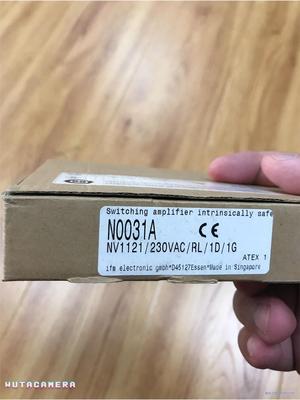 Switching amplifier intrinsically safe
N0031A CE
NV1121/230VAC/RL/1D/1G
ATEX 1
ifm electronic gmbh*D45127Essen*Made in Singapore
WUTACAMERA